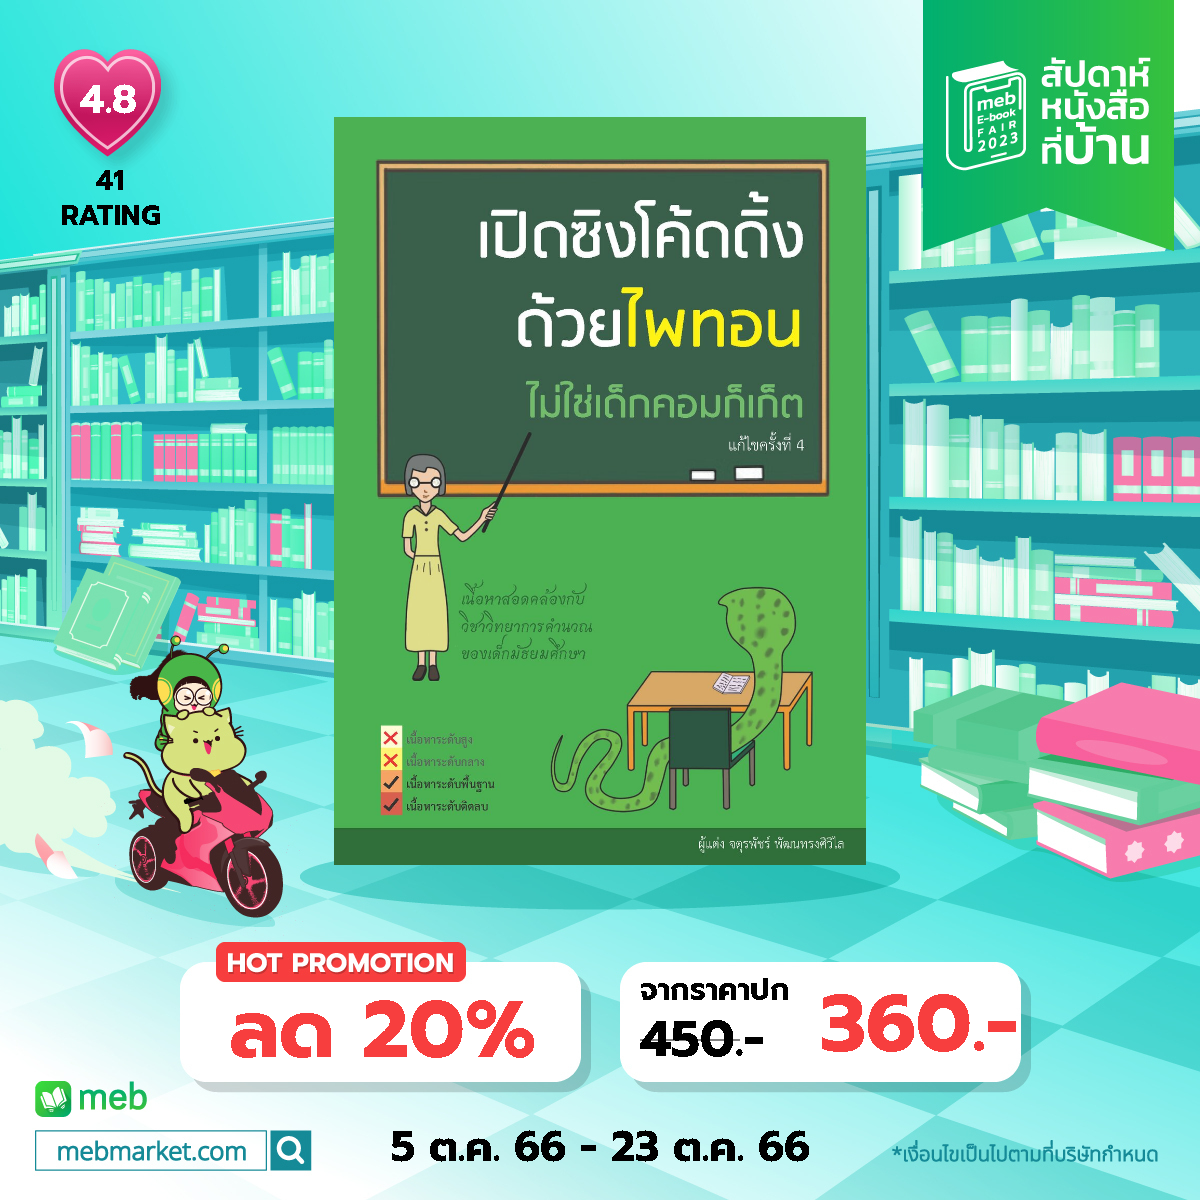 4.8
41
RATING
meb
E-book
FAIR
2023
สัปดาห์
หนังสือ
ที่บ้าน
เปิดซิงโค้ดดิ้ง
ด้วยไพทอน
ไม่ใช่เด็กคอมก็เก็ต
แก้ไขครั้งที่ 4
เนื้อหาสอดคล้องกับ
วิชาวิทยาการคำนวณ
ของเด็กมัธยมศึกษา
เนื้อหาระดับสูง
เนื้อหาระดับกลาง
เนื้อหาระดับพื้นฐาน
เนื้อหาระดับติดลบ
ผู้แต่ง จตุรพัชร์ พัฒนทรงศิวิไล
HOT PROMOTION
ลด 20%
จากราคาปก
450.-
360.-
meb
mebmarket.com
5 ต.ค. 66 - 23 ต.ค. 66
*เงื่อนไขเป็นไปตามที่บริษัทกำหนด